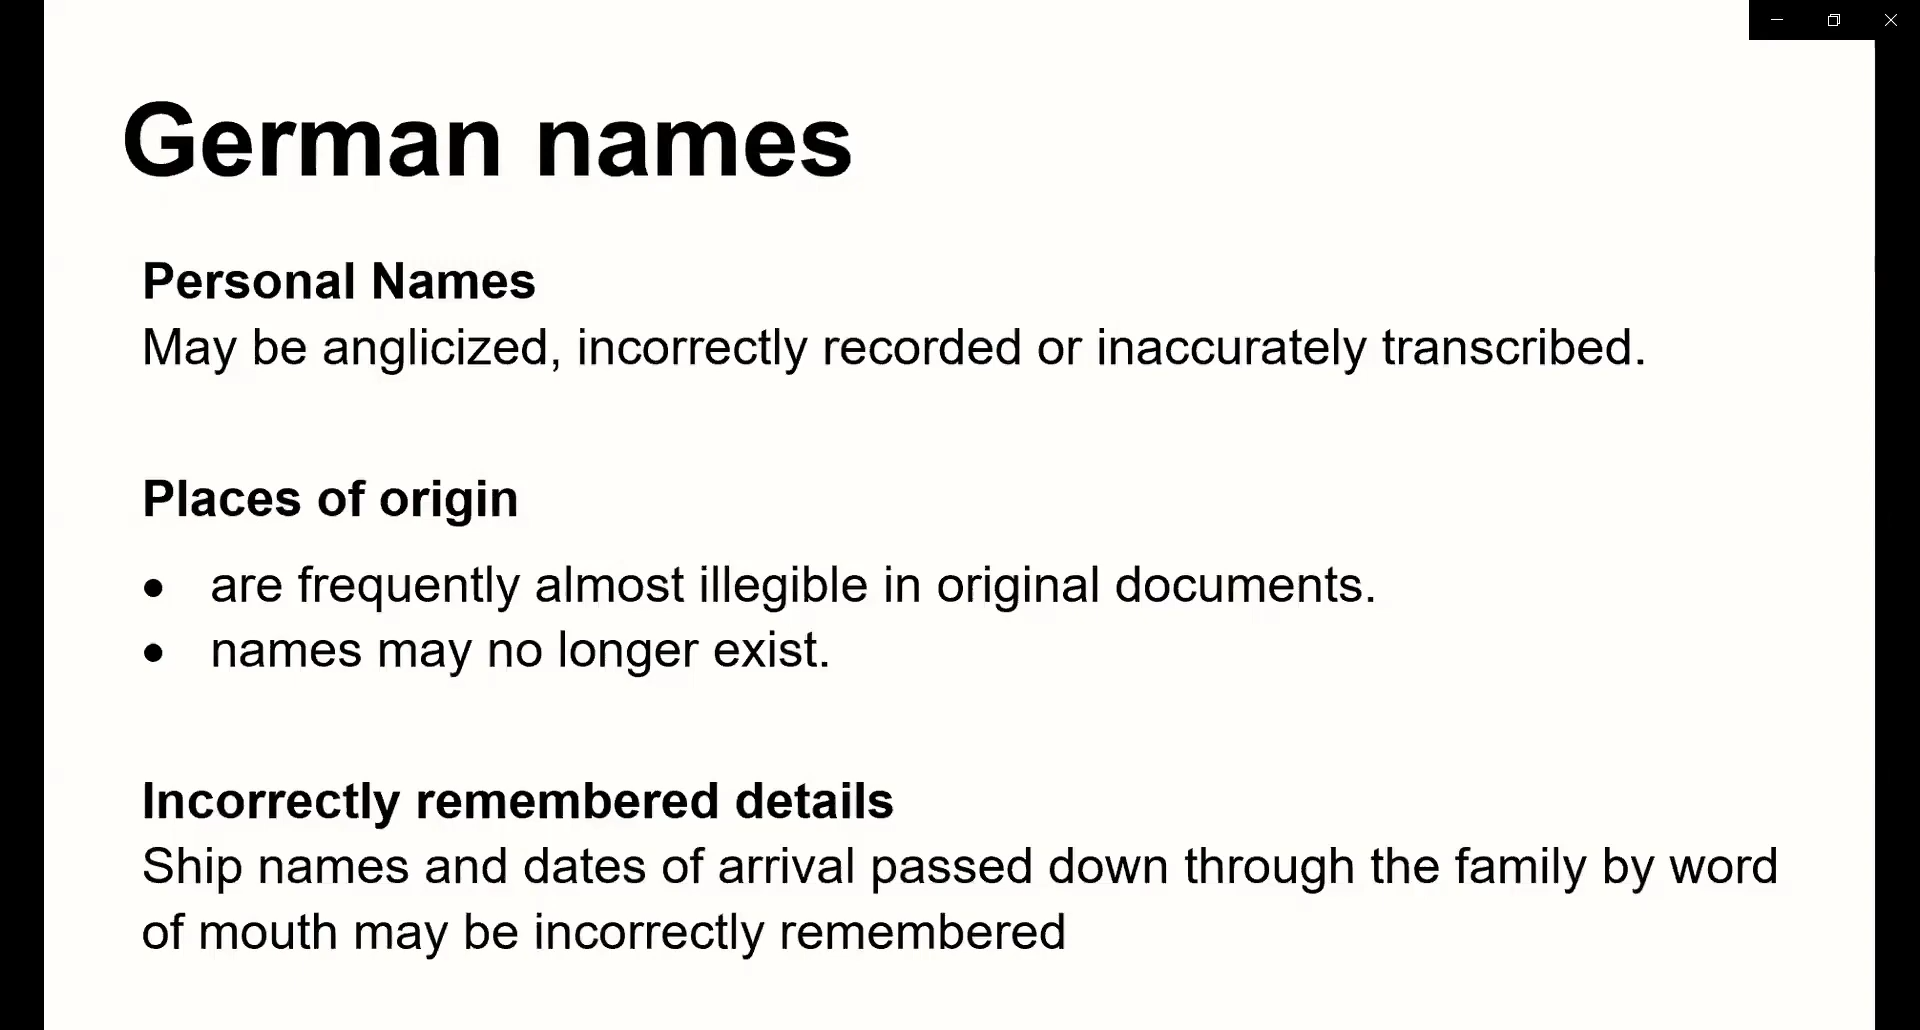 German names
Personal Names
May be anglicized, incorrectly recorded or inaccurately transcribed.
Places of origin
● are frequently almost illegible in original documents.
● names may no longer exist.
Incorrectly remembered details
Ship names and dates of arrival passed down through the family by word
of mouth may be incorrectly remembered